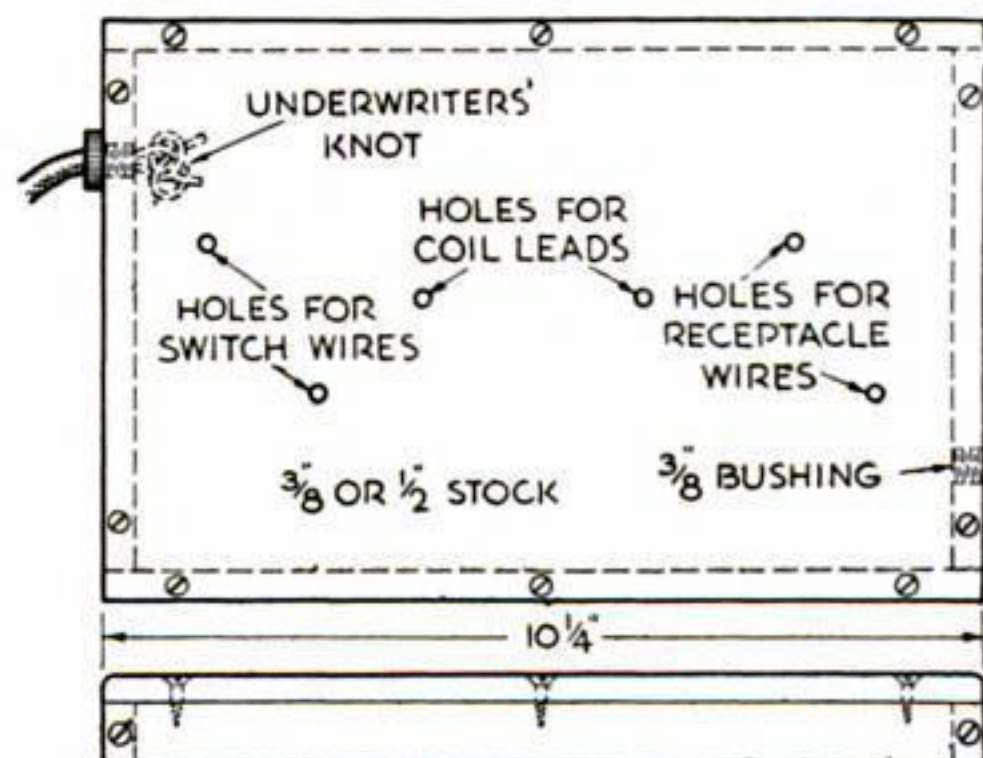 UNDERWRITERS'
KNOT
HOLES FOR
COIL LEADS
HOLES FOR
SWITCH WIRES
HOLES FOR
RECEPTACLE
WIRES
3/8" OR 1/2" STOCK
3/8" BUSHING
10 1/4"